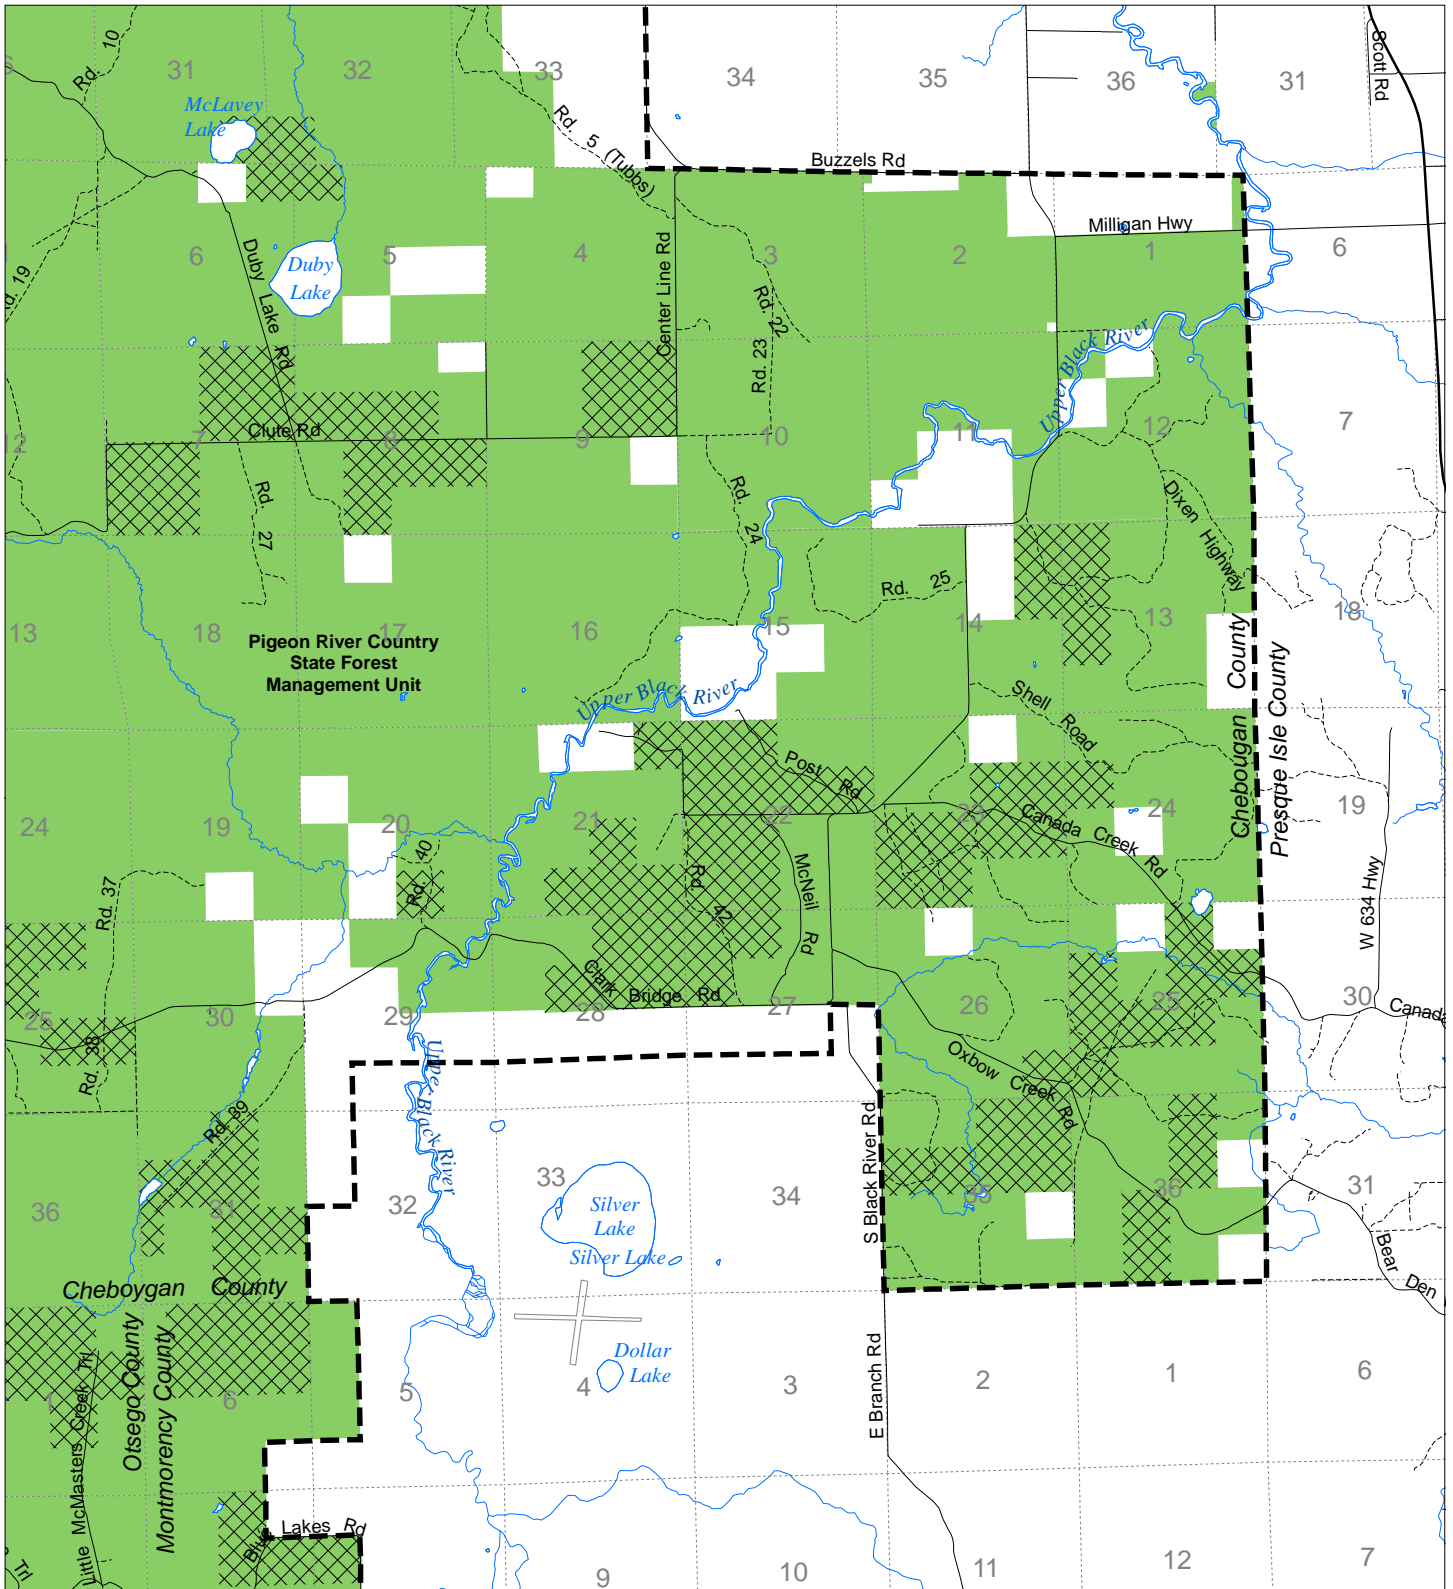 10
Rd.
31
32
33
34
35
36
31
Scott Rd
McLavey
Lake
Rd. 5 (Tubbs)
Buzzels Rd
Milligan Hwy
6
5
4
3
2
1
6
Duby
Lake
Duby Lake Rd
Center Line Rd
Rd. 22
Rd. 23
Upper Black River
Clute Rd
7
8
9
10
11
12
7
12
Rd 27
Rd. 24
Dixen Highway
Rd. 25
13
18
17
16
15
14
13
18
Pigeon River Country
State Forest
Management Unit
Upper Black River
Shell Road
Post Rd
Chebougan County
Presque Isle County
24
19
20
21
22
23
24
19
Canada Creek Rd
Rd. 40
Rd. 37
Rd. 42
McNeil Rd
W 634 Hwy
Clark Bridge Rd
25
30
29
28
27
26
25
30
Canada
Rd. 38
Oxbow Creek Rd
Upper Black River
Rd. 39
S Black River Rd
36
31
32
33
34
35
36
31
Silver
Lake
Silver Lake
Bear Den
Cheboygan County
Otsego County
Montmorency County
Little McMasters Creek Trl
Dollar
Lake
E Branch Rd
1
6
5
4
3
2
1
6
Lakes Rd
Trl
9
10
11
12
7